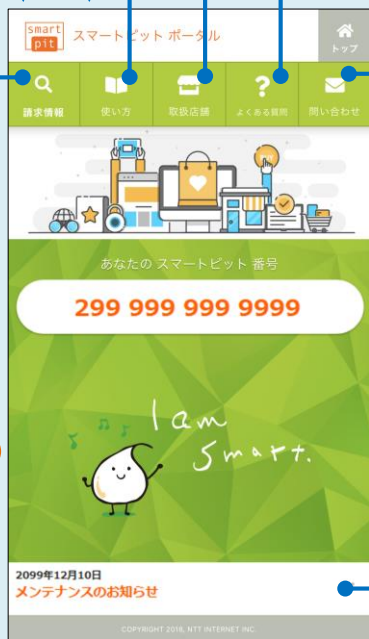 smart
pit
スマートピット ポータル
トップ
請求情報
使い方
取扱店舗
よくある質問
問い合わせ
あなたの スマートピット 番号
299 999 999 9999
I am
Smart.
2099年12月10日
メンテナンスのお知らせ
COPYRIGHT 2018, NTT INTERNET INC.